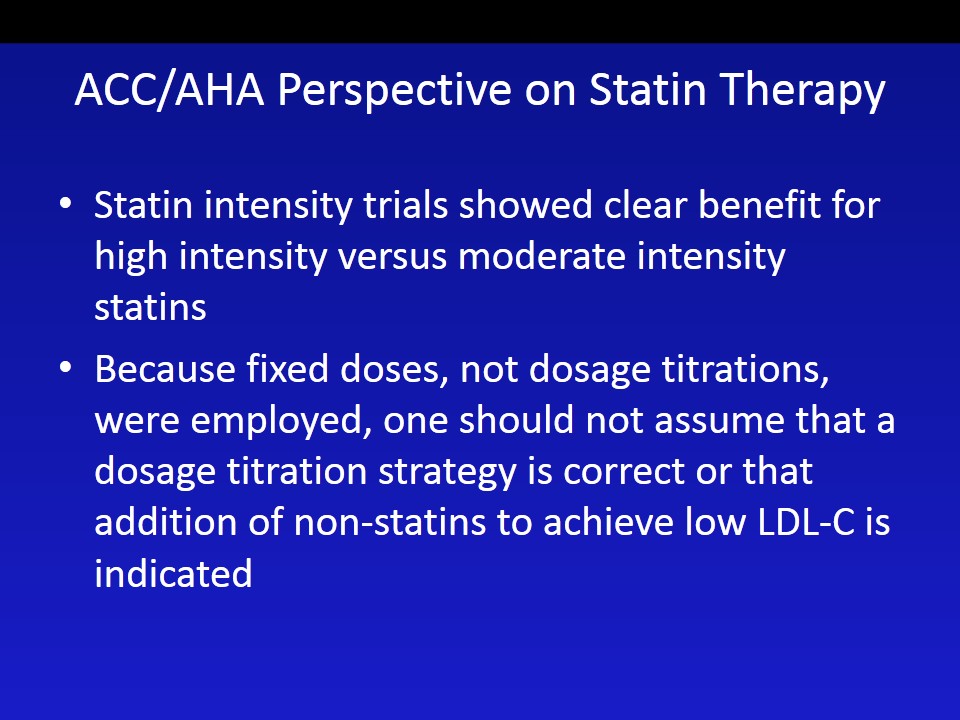 ACC/AHA Perspective on Statin Therapy
• Statin intensity trials showed clear benefit for
high intensity versus moderate intensity
statins
• Because fixed doses, not dosage titrations,
were employed, one should not assume that a
dosage titration strategy is correct or that
addition of non-statins to achieve low LDL-C is
indicated